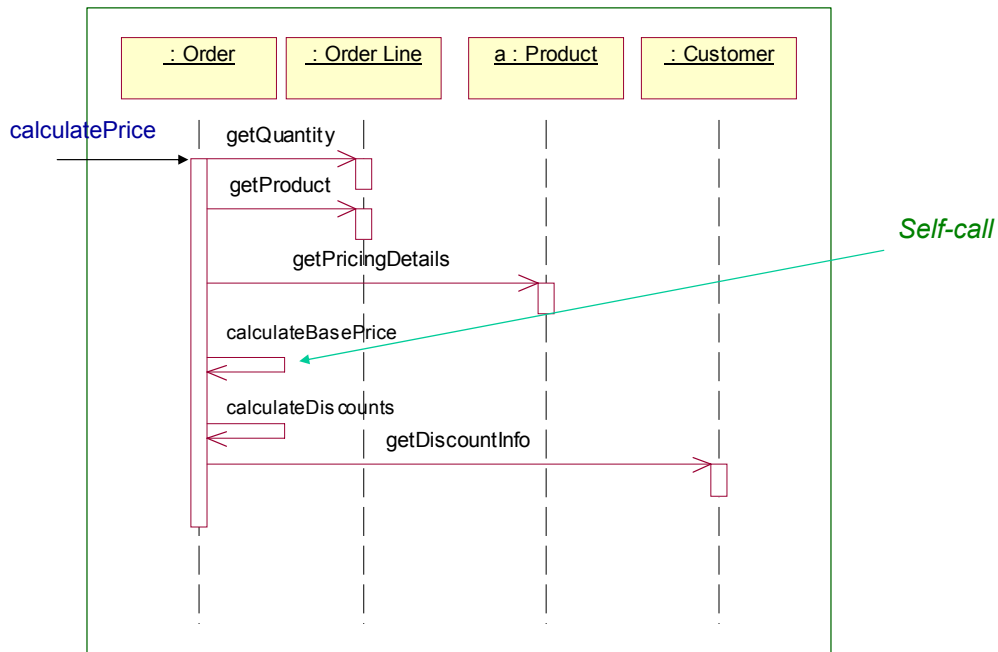 : Order
: Order Line
a : Product
: Customer
calculatePrice
getQuantity
getProduct
Self-call
getPricingDetails
calculateBasePrice
calculateDiscounts
getDiscountInfo